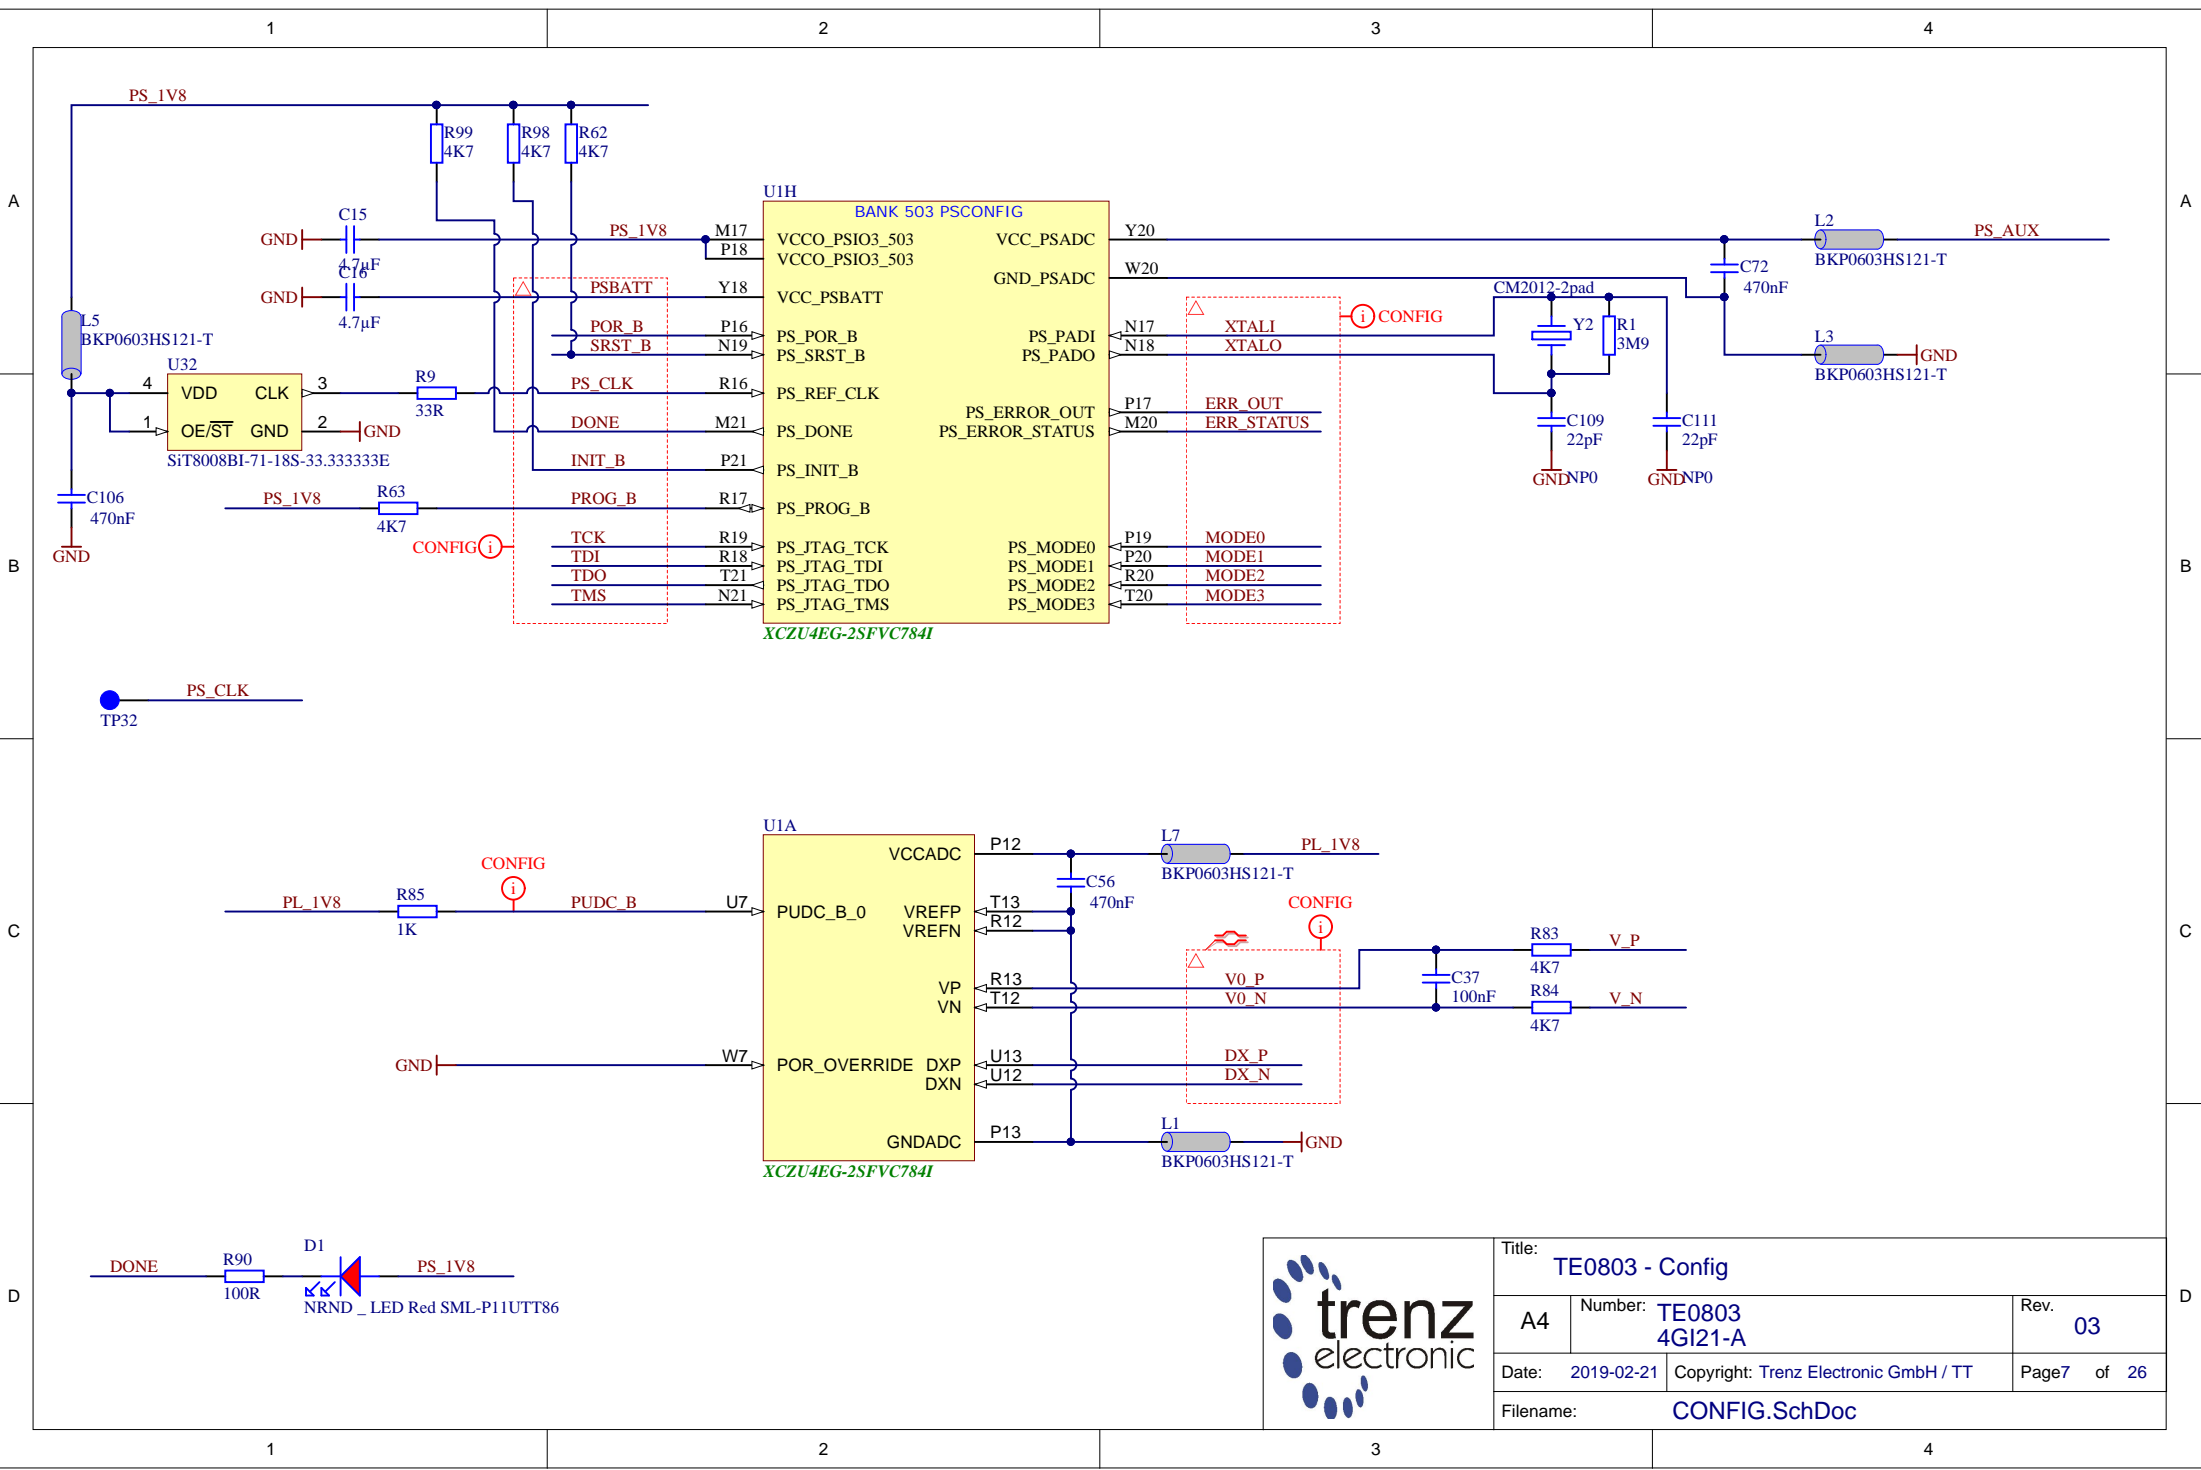 1 2 3 4
A A
B B
C C
D D
PS_1V8
R99
4K7
R98
4K7
R62
4K7
C15
GND
4.7µF
PS_1V8
C16
GND
4.7µF
PSBATT
L5
BKP0603HS121-T
U32
4 VDD CLK 3
1 OE/ST GND 2 GND
SiT8008BI-71-18S-33.333333E
R9
33R
C106
470nF
GND
PS_1V8
R63
4K7
CONFIG i
POR_B
SRST_B
PS_CLK
DONE
INIT_B
PROG_B
TCK
TDI
TDO
TMS
U1H
BANK 503 PSCONFIG
M17 VCCO_PSIO3_503
P18 VCCO_PSIO3_503
Y18 VCC_PSBATT
P16 PS_POR_B
N19 PS_SRST_B
R16 PS_REF_CLK
M21 PS_DONE
P21 PS_INIT_B
R17 PS_PROG_B
R19 PS_JTAG_TCK
R18 PS_JTAG_TDI
T21 PS_JTAG_TDO
N21 PS_JTAG_TMS
VCC_PSADC Y20
GND_PSADC W20
PS_PADI N17 XTALI
PS_PADO N18 XTALO
PS_ERROR_OUT P17 ERR_OUT
PS_ERROR_STATUS M20 ERR_STATUS
PS_MODE0 P19 MODE0
PS_MODE1 P20 MODE1
PS_MODE2 R20 MODE2
PS_MODE3 T20 MODE3
XCZU4EG-2SFVC784I
i CONFIG
CM2012-2pad
Y2
R1
3M9
C109
22pF
GND NP0
C111
22pF
GND NP0
C72
470nF
L2
BKP0603HS121-T
PS_AUX
L3
BKP0603HS121-T
GND
PS_CLK
TP32
U1A
PL_1V8
R85
1K
CONFIG
i
PUDC_B
U7 PUDC_B_0
GND
W7 POR_OVERRIDE
VCCADC P12
VREFP T13
VREFN R12
VP R13
VN T12
DXP U13
DXN U12
GNDADC P13
XCZU4EG-2SFVC784I
C56
470nF
L7
BKP0603HS121-T
PL_1V8
CONFIG
i
V0_P
V0_N
DX_P
DX_N
C37
100nF
R83
4K7
V_P
R84
4K7
V_N
L1
BKP0603HS121-T
GND
DONE
R90
100R
D1
PS_1V8
NRND _ LED Red SML-P11UTT86
trenz
electronic
Title:
TE0803 - Config
A4
Number: TE0803
4GI21-A
Rev.
03
Date: 2019-02-21 Copyright: Trenz Electronic GmbH / TT Page7 of 26
Filename: CONFIG.SchDoc
1 2 3 4